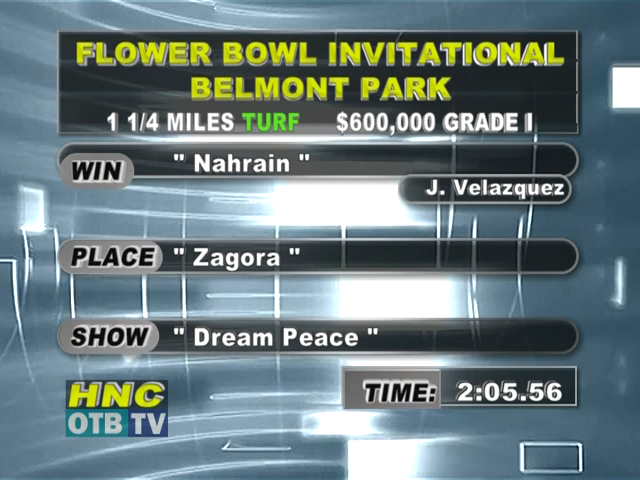 FLOWER BOWL INVITATIONAL
BELMONT PARK
1 1/4 MILES TURF $600,000 GRADE I
WIN " Nahrain "
J. Velazquez
PLACE " Zagora "
SHOW " Dream Peace "
TIME: 2:05.56
HNC
OTB TV